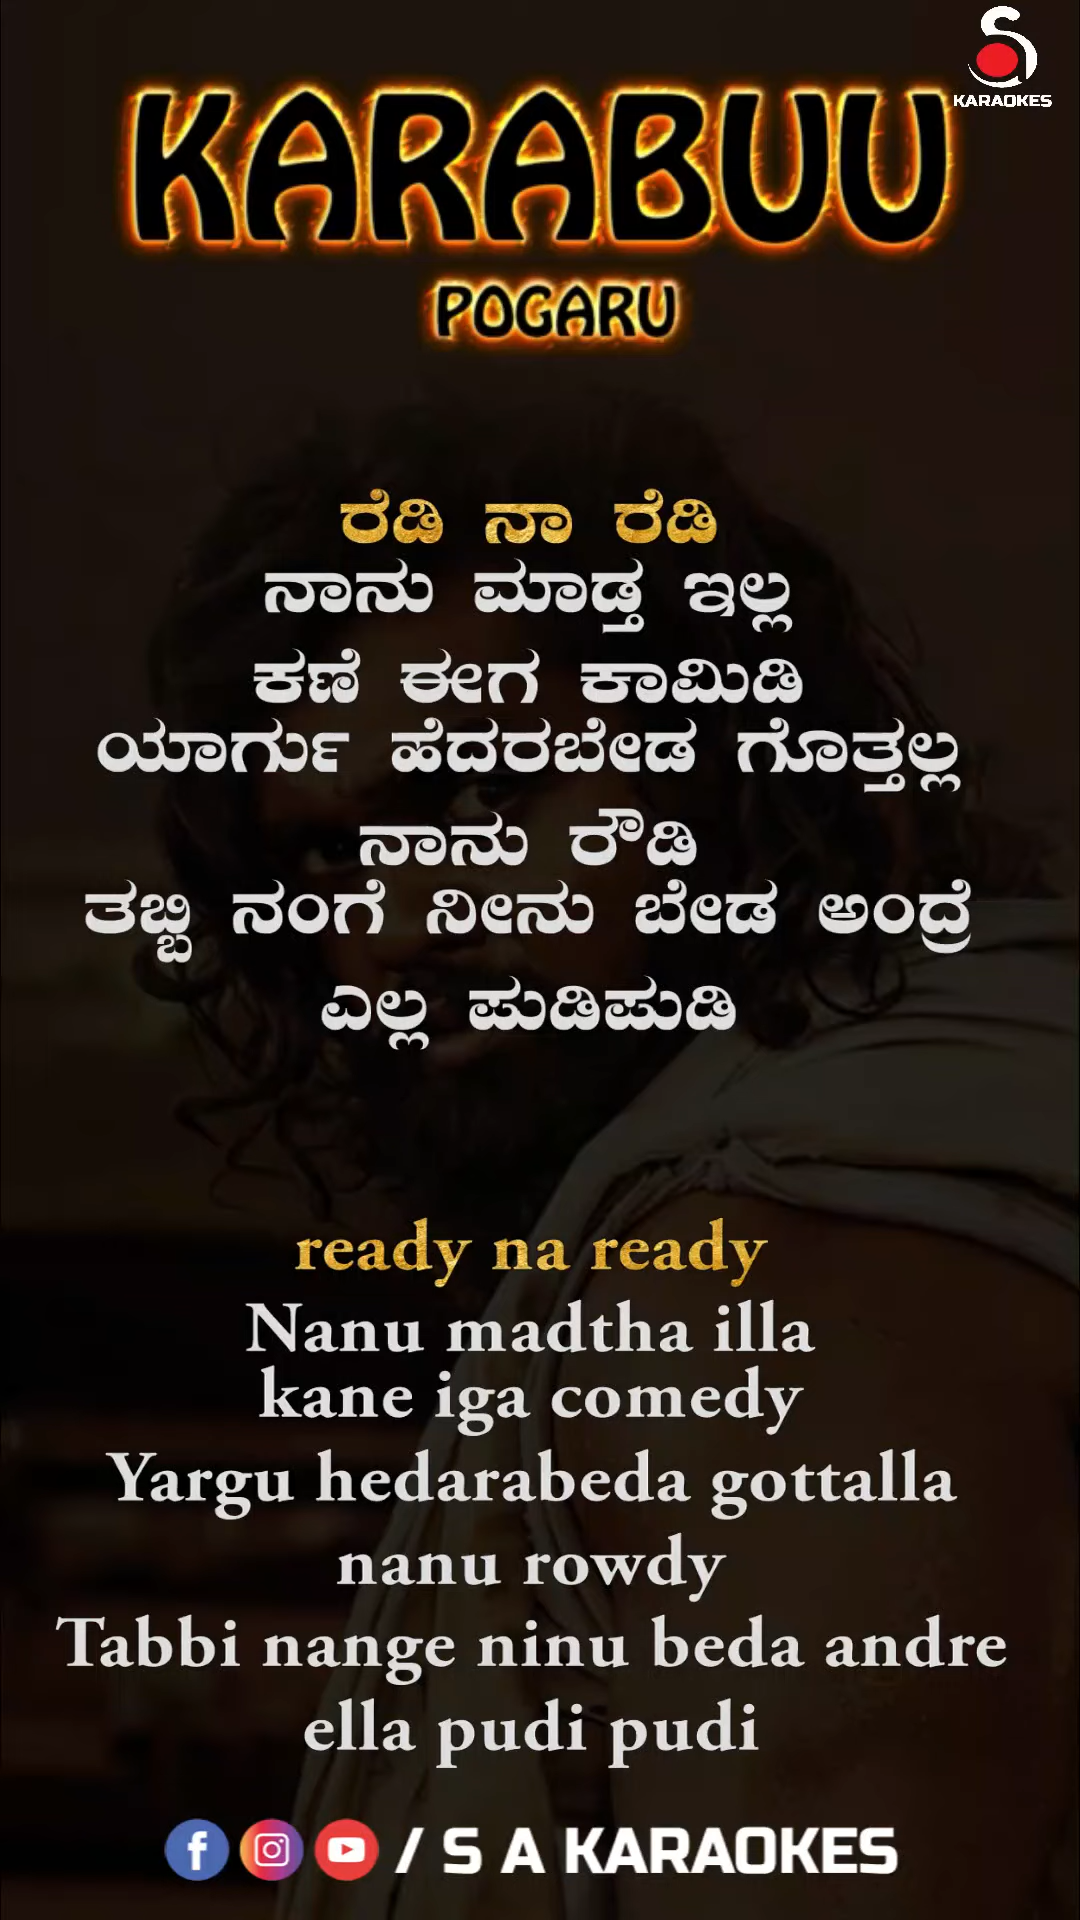 S
KARAOKES
KARABUU
POGARU
ರೆಡಿ ನಾ ರೆಡಿ
ನಾನು ಮಾಡ್ತ ಇಲ್ಲ
ಕಣೆ ಈಗ ಕಾಮಿಡಿ
ಯಾರ್ಗು ಹೆದರಬೇಡ ಗೊತ್ತಲ್ಲ
ನಾನು ರೌಡಿ
ತಬ್ಬಿ ನಂಗೆ ನೀನು ಬೇಡ ಅಂದ್ರೆ
ಎಲ್ಲ ಪುಡಿಪುಡಿ
ready na ready
Nanu madtha illa
kane iga comedy
Yargu hedarabeda gottalla
nanu rowdy
Tabbi nange ninu beda andre
ella pudi pudi
/ S A KARAOKES